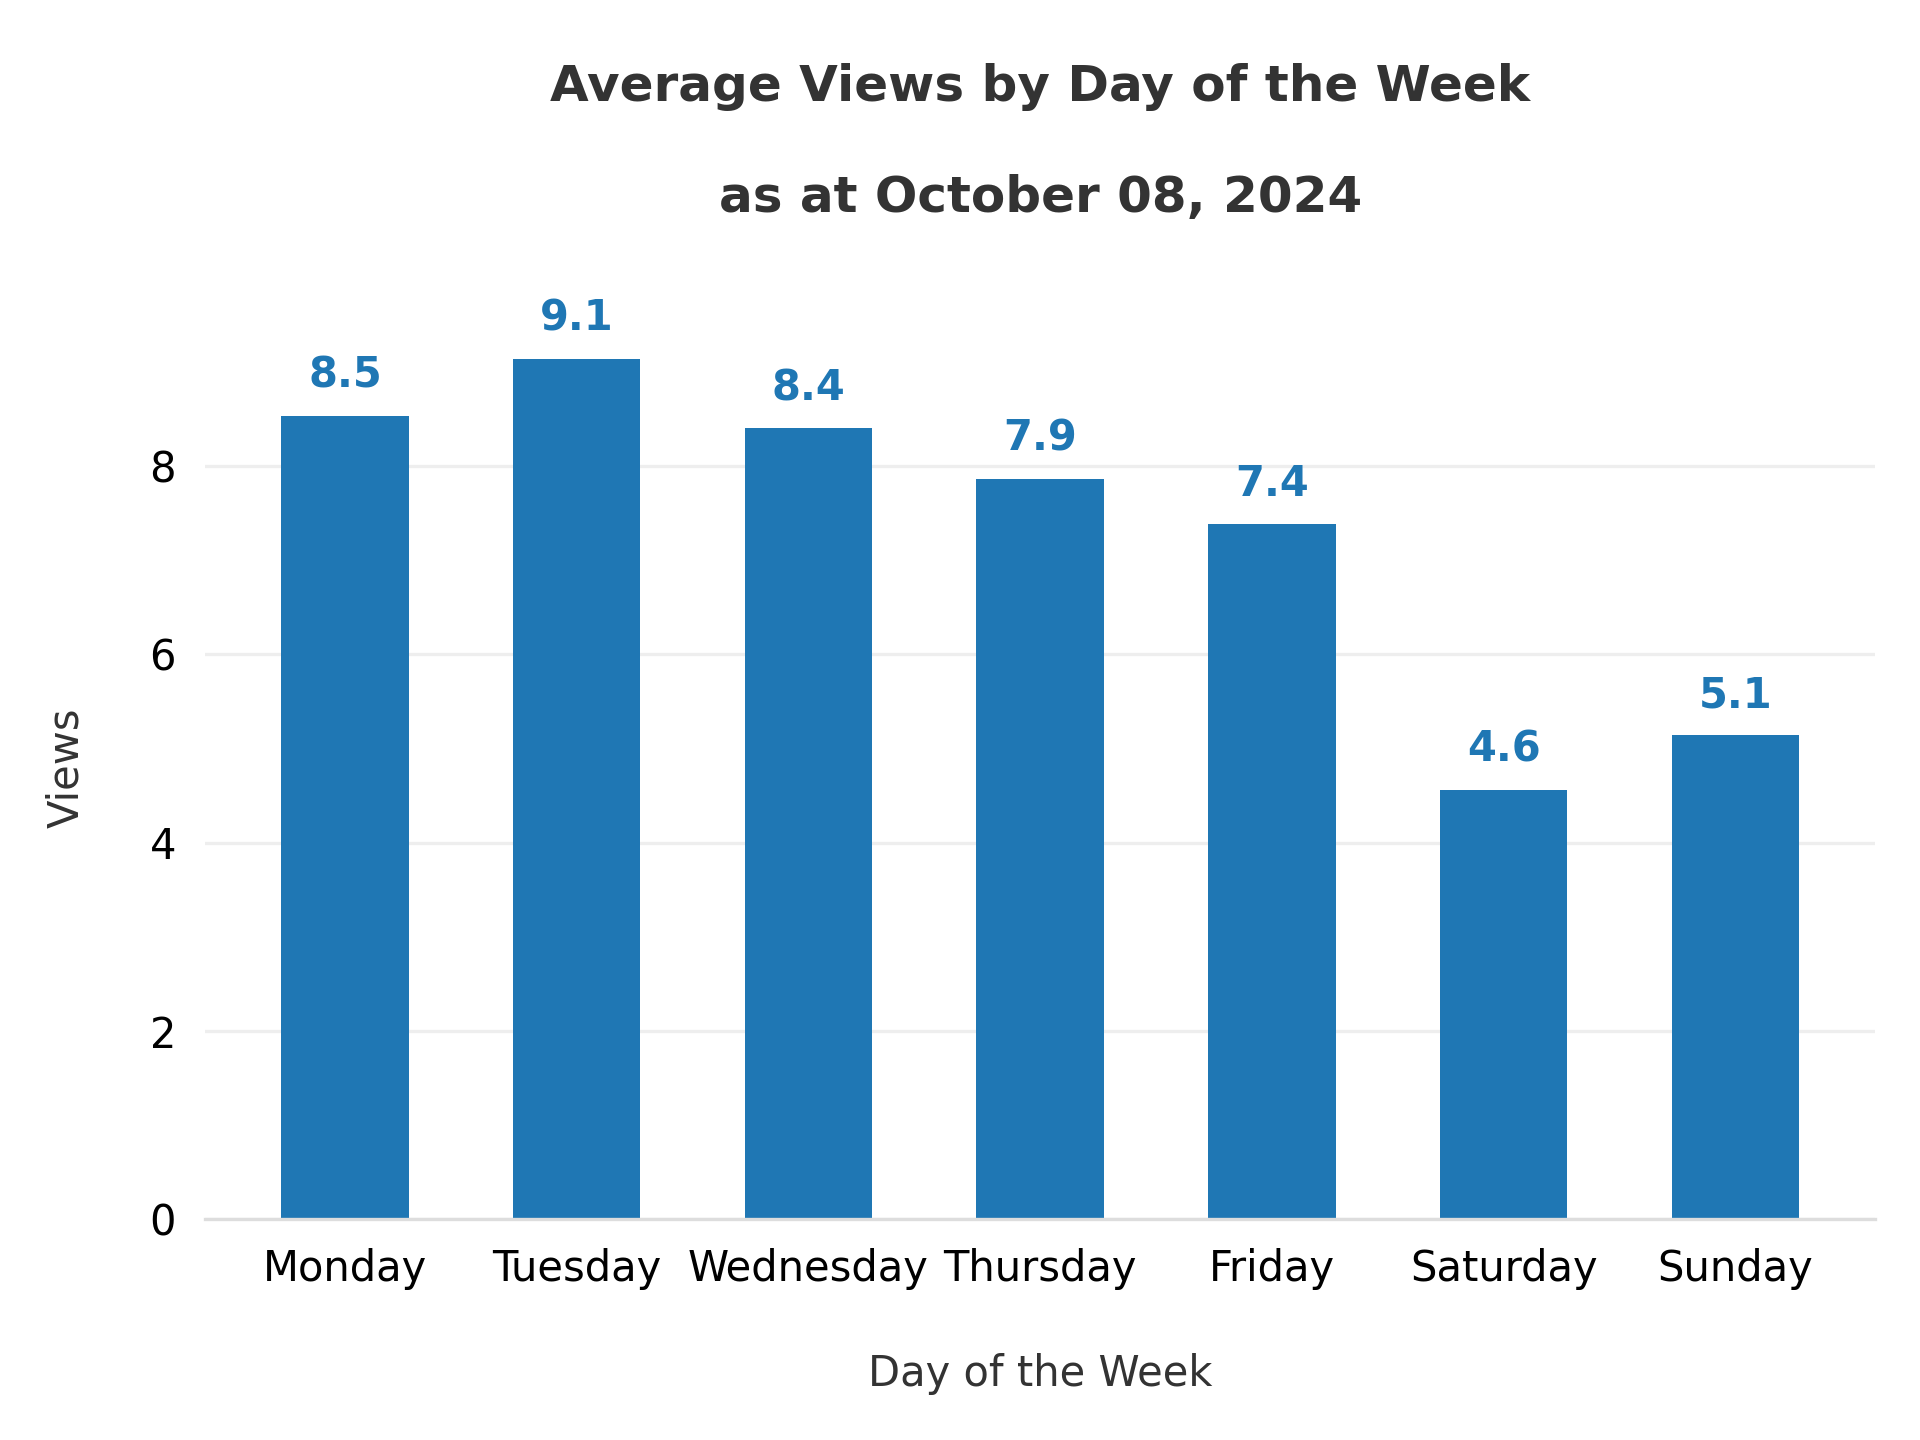 Average Views by Day of the Week
as at October 08, 2024
9.1
8.5
8.4
7.9
7.4
5.1
4.6
8
6
4
2
0
Views
Monday Tuesday Wednesday Thursday Friday Saturday Sunday
Day of the Week